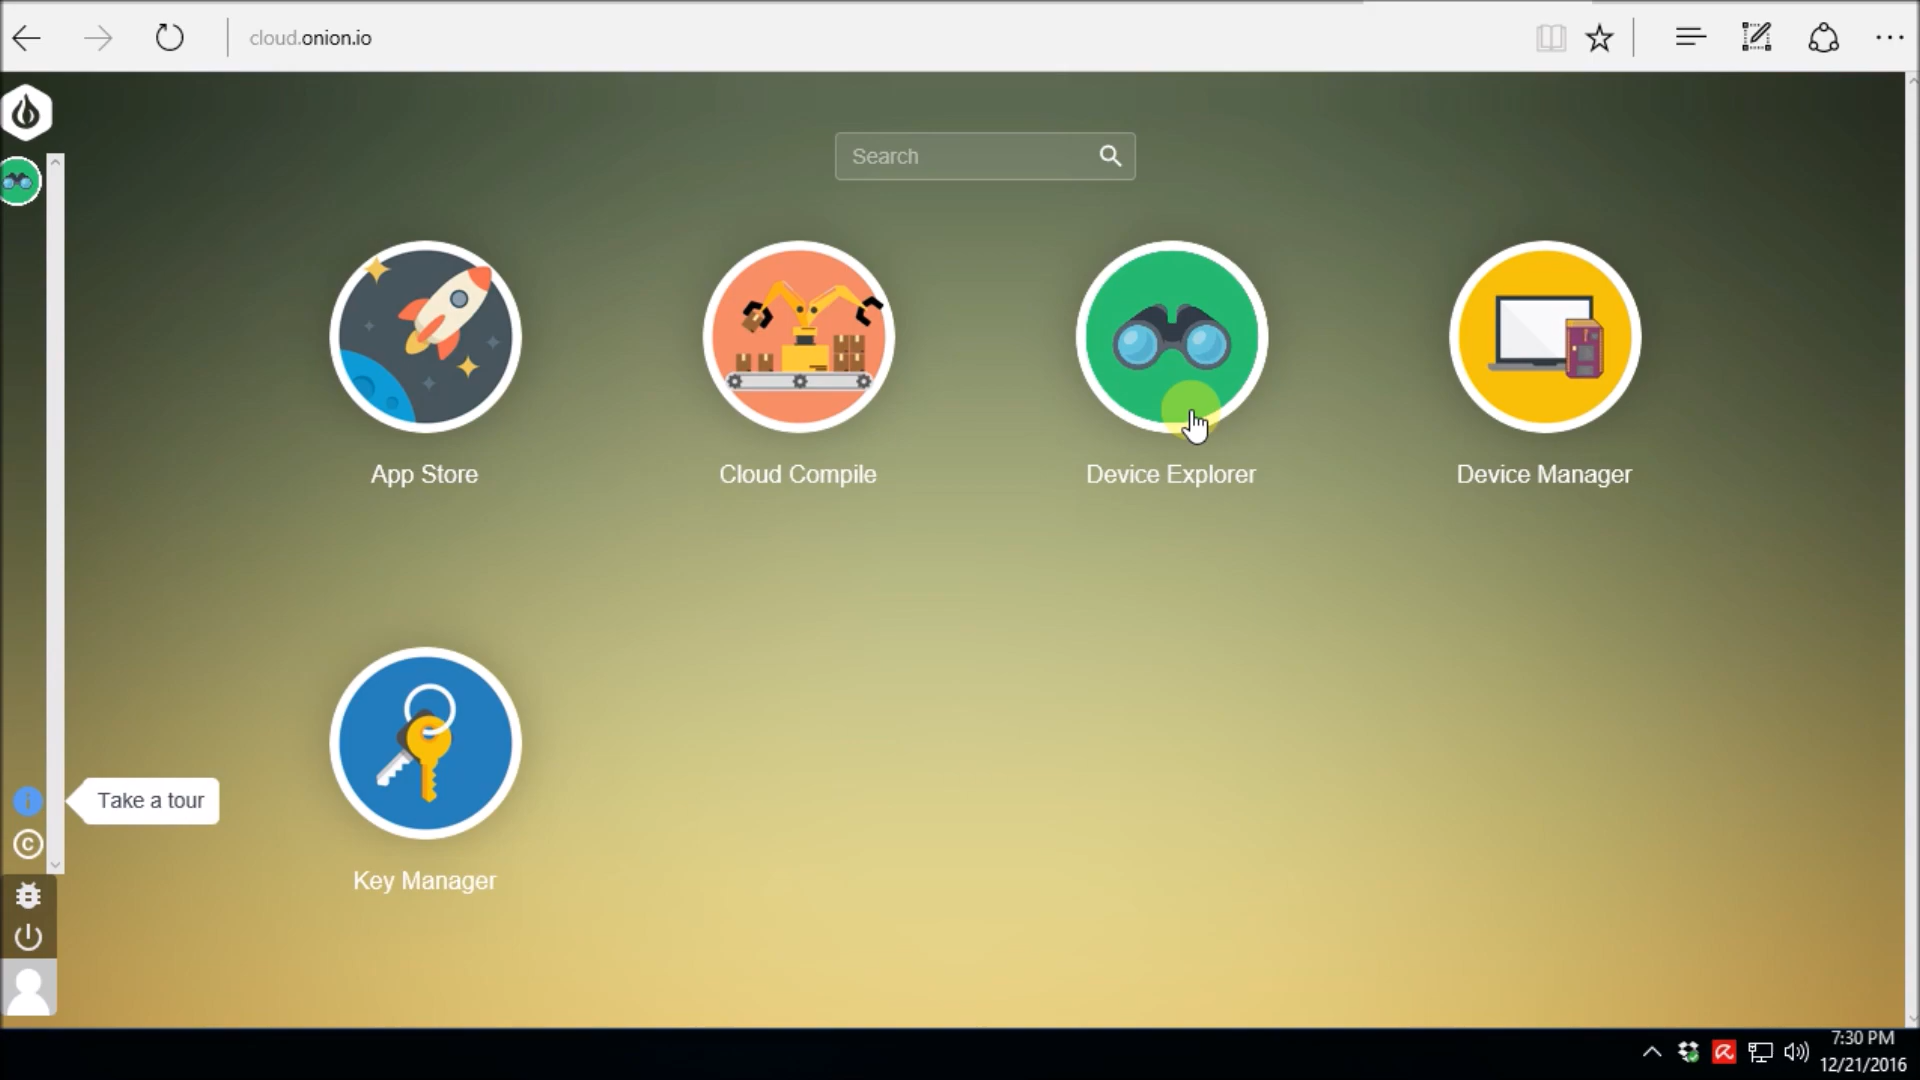 cloud.onion.io
Search
App Store
Cloud Compile
Device Explorer
Device Manager
Take a tour
Key Manager
7:30 PM
12/21/2016